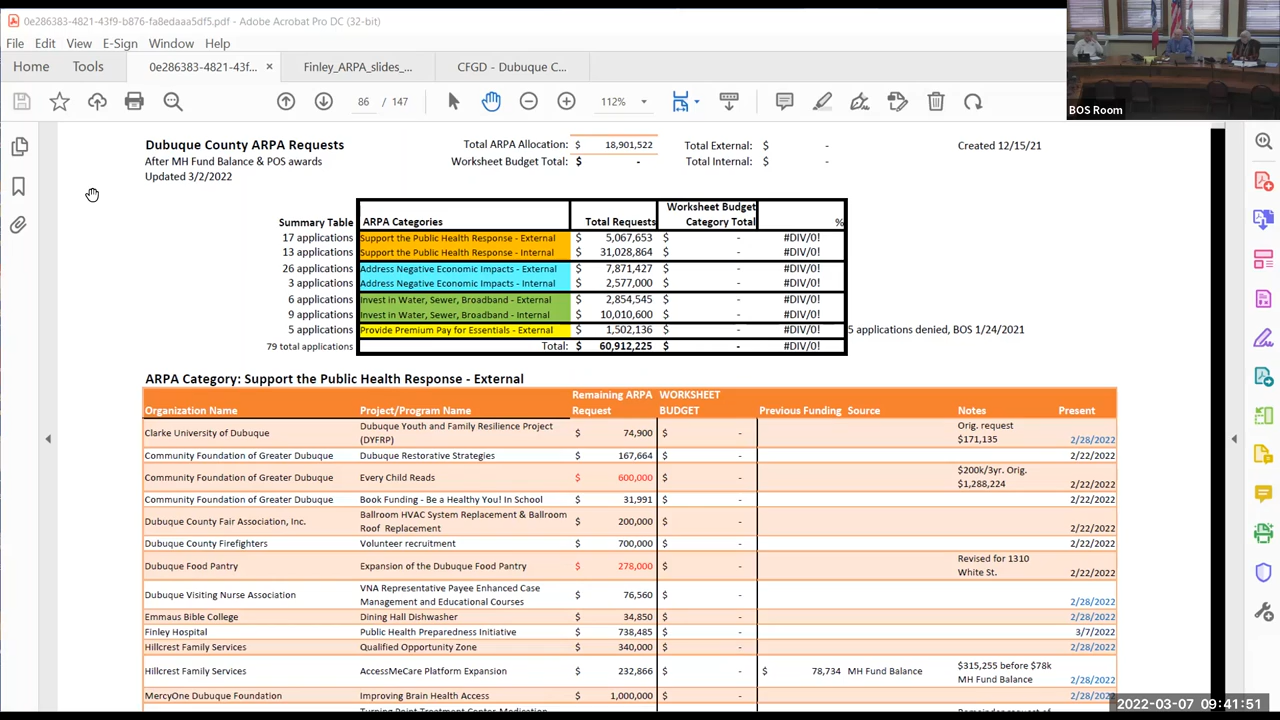 0e286383-4821-43f9-b876-fa8edaaa5df5.pdf - Adobe Acrobat Pro DC (32-bit)
File Edit View E-Sign Window Help
Home Tools 0e286383-4821-43f... × Finley_ARPA_slides_... CFGD - Dubuque C...
86 / 147 112%
BOS Room
Dubuque County ARPA Requests Total ARPA Allocation: $ 18,901,522 Total External: $ - Created 12/15/21
After MH Fund Balance & POS awards Worksheet Budget Total: $ - Total Internal: $ -
Updated 3/2/2022
Worksheet Budget
Summary Table ARPA Categories Total Requests Category Total %
17 applications Support the Public Health Response - External $ 5,067,653 $ - #DIV/0!
13 applications Support the Public Health Response - Internal $ 31,028,864 $ - #DIV/0!
26 applications Address Negative Economic Impacts - External $ 7,871,427 $ - #DIV/0!
3 applications Address Negative Economic Impacts - Internal $ 2,577,000 $ - #DIV/0!
6 applications Invest in Water, Sewer, Broadband - External $ 2,854,545 $ - #DIV/0!
9 applications Invest in Water, Sewer, Broadband - Internal $ 10,010,600 $ - #DIV/0!
5 applications Provide Premium Pay for Essentials - External $ 1,502,136 $ - #DIV/0! 5 applications denied, BOS 1/24/2021
79 total applications Total: $ 60,912,225 $ - #DIV/0!
ARPA Category: Support the Public Health Response - External
Remaining ARPA WORKSHEET
Organization Name Project/Program Name Request BUDGET Previous Funding Source Notes Present
Clarke University of Dubuque Dubuque Youth and Family Resilience Project (DYFRP) $ 74,900 $ - Orig. request $171,135 2/28/2022
Community Foundation of Greater Dubuque Dubuque Restorative Strategies $ 167,664 $ - 2/22/2022
Community Foundation of Greater Dubuque Every Child Reads $ 600,000 $ - $200k/3yr. Orig. $1,288,224 2/22/2022
Community Foundation of Greater Dubuque Book Funding - Be a Healthy You! In School $ 31,991 $ - 2/22/2022
Dubuque County Fair Association, Inc. Ballroom HVAC System Replacement & Ballroom Roof Replacement $ 200,000 $ - 2/22/2022
Dubuque County Firefighters Volunteer recruitment $ 700,000 $ - 2/22/2022
Dubuque Food Pantry Expansion of the Dubuque Food Pantry $ 278,000 $ - Revised for 1310 White St. 2/22/2022
Dubuque Visiting Nurse Association VNA Representative Payee Enhanced Case Management and Educational Courses $ 76,560 $ - 2/28/2022
Emmaus Bible College Dining Hall Dishwasher $ 34,850 $ - 2/28/2022
Finley Hospital Public Health Preparedness Initiative $ 738,485 $ - 3/7/2022
Hillcrest Family Services Qualified Opportunity Zone $ 340,000 $ - 2/28/2022
Hillcrest Family Services AccessMeCare Platform Expansion $ 232,866 $ - $ 78,734 MH Fund Balance $315,255 before $78k MH Fund Balance 2/28/2022
MercyOne Dubuque Foundation Improving Brain Health Access $ 1,000,000 $ - 2/28/2022
2022-03-07 09:41:51